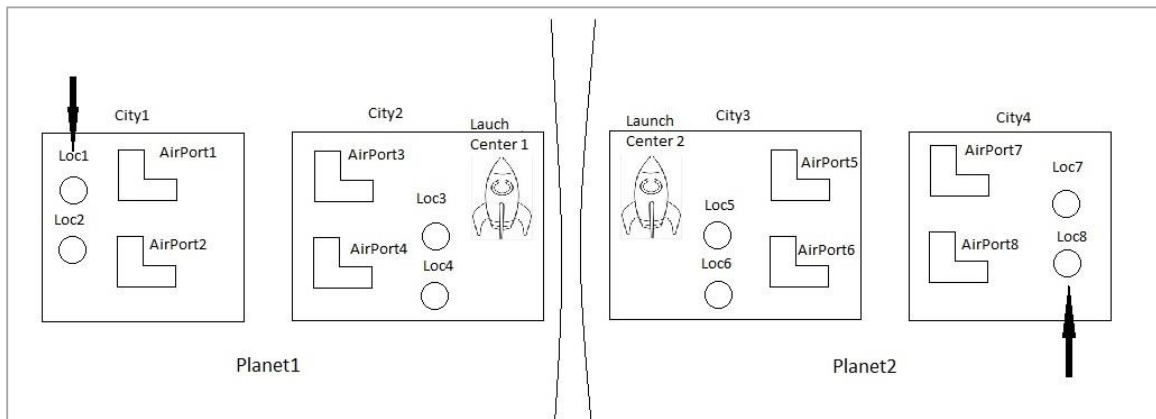 City1
Loc1
AirPort1
Loc2
AirPort2
City2
Lauch
Center 1
AirPort3
Loc3
AirPort4
Loc4
Planet1
Launch
Center 2
City3
AirPort5
Loc5
Loc6
AirPort6
City4
AirPort7
Loc7
AirPort8
Loc8
Planet2